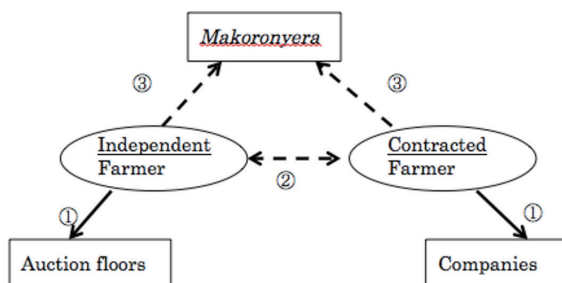 Makoronyera
③
③
Independent
Farmer
Contracted
Farmer
②
①
①
Auction floors
Companies